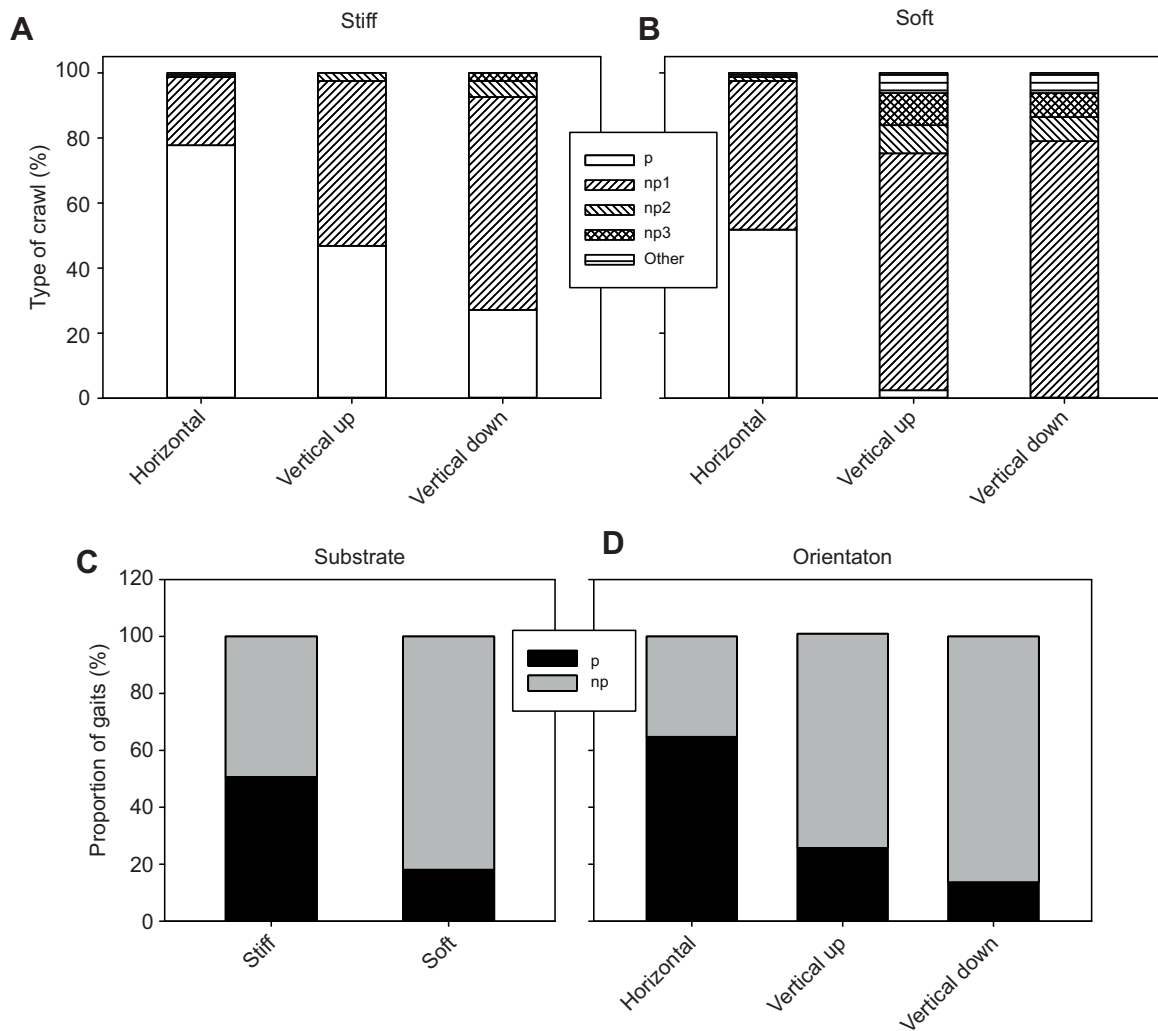 A
Stiff
B
Soft
Type of crawl (%)
100
80
60
40
20
0
p
np1
np2
np3
Other
Horizontal
Vertical up
Vertical down
Horizontal
Vertical up
Vertical down
C
Substrate
D
Orientaton
Proportion of gaits (%)
120
100
80
60
40
20
0
p
np
Stiff
Soft
Horizontal
Vertical up
Vertical down